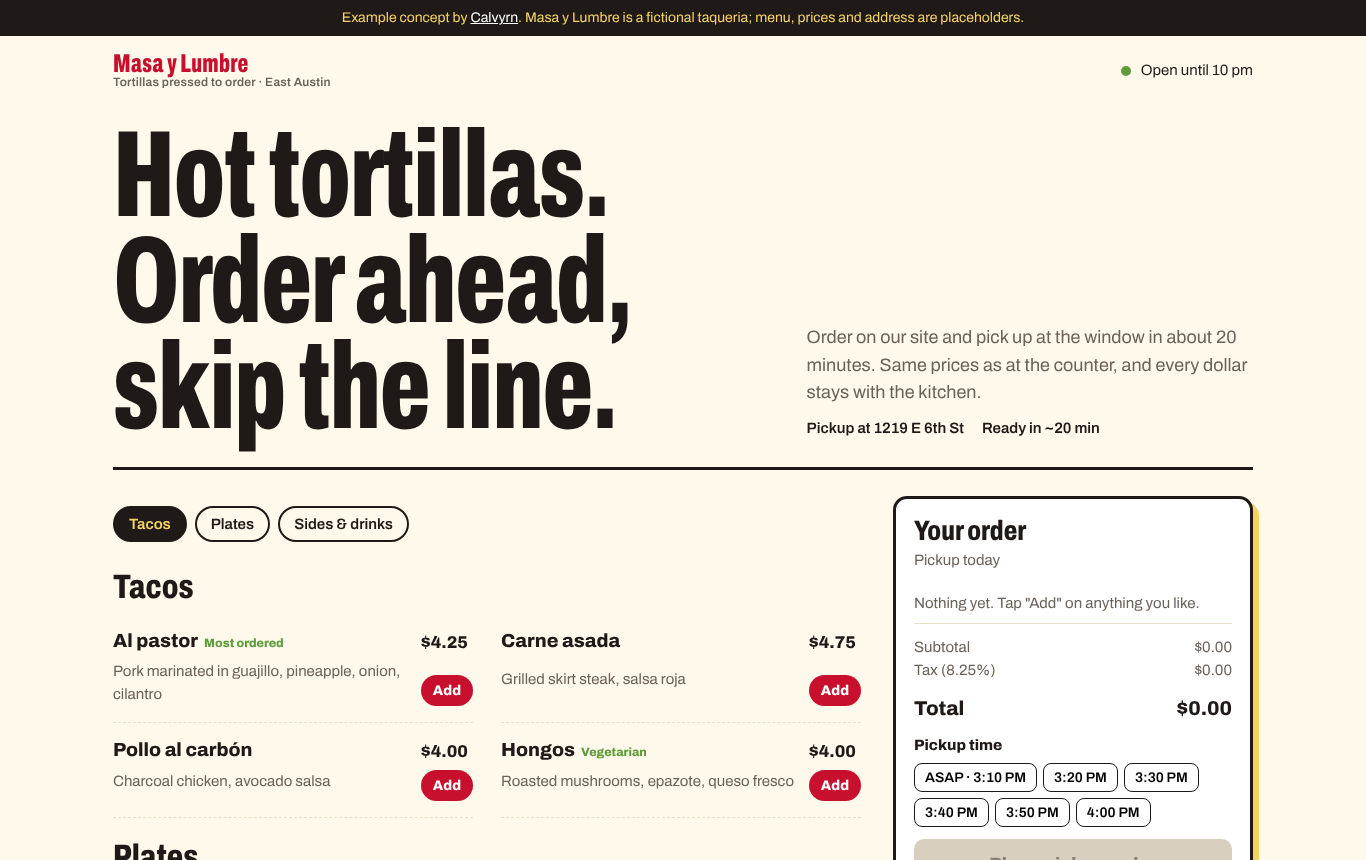 Example concept by Calvyrn. Masa y Lumbre is a fictional taqueria; menu, prices and address are placeholders.
Masa y Lumbre
Tortillas pressed to order · East Austin
Open until 10 pm
Hot tortillas.
Order ahead,
skip the line.
Order on our site and pick up at the window in about 20
minutes. Same prices as at the counter, and every dollar
stays with the kitchen.
Pickup at 1219 E 6th St Ready in ~20 min
Tacos Plates Sides & drinks
Tacos
Al pastor Most ordered $4.25
Pork marinated in guajillo, pineapple, onion,
cilantro
Add
Carne asada $4.75
Grilled skirt steak, salsa roja
Add
Pollo al carbón $4.00
Charcoal chicken, avocado salsa
Add
Hongos Vegetarian $4.00
Roasted mushrooms, epazote, queso fresco
Add
Plates
Your order
Pickup today
Nothing yet. Tap "Add" on anything you like.
Subtotal $0.00
Tax (8.25%) $0.00
Total $0.00
Pickup time
ASAP · 3:10 PM 3:20 PM 3:30 PM
3:40 PM 3:50 PM 4:00 PM